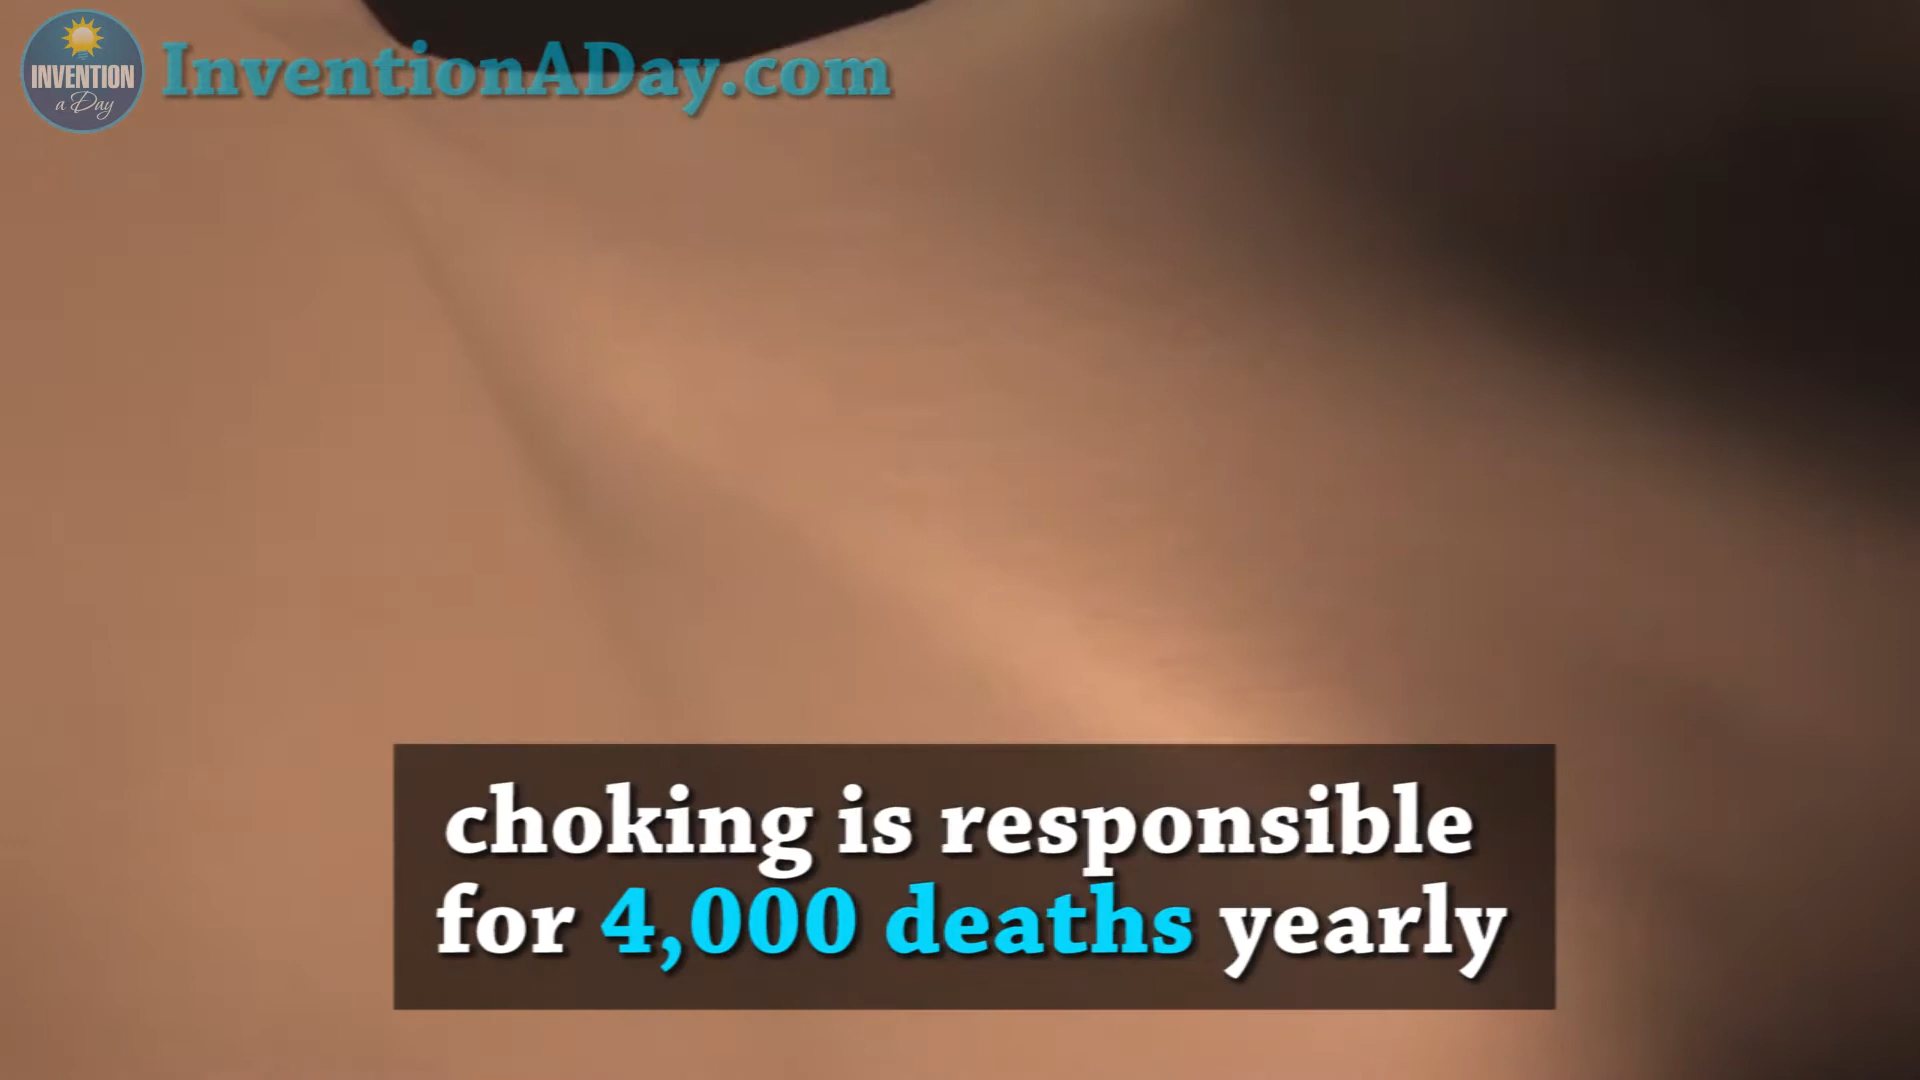 INVENTION
a Day
InventionADay.com
choking is responsible
for 4,000 deaths yearly